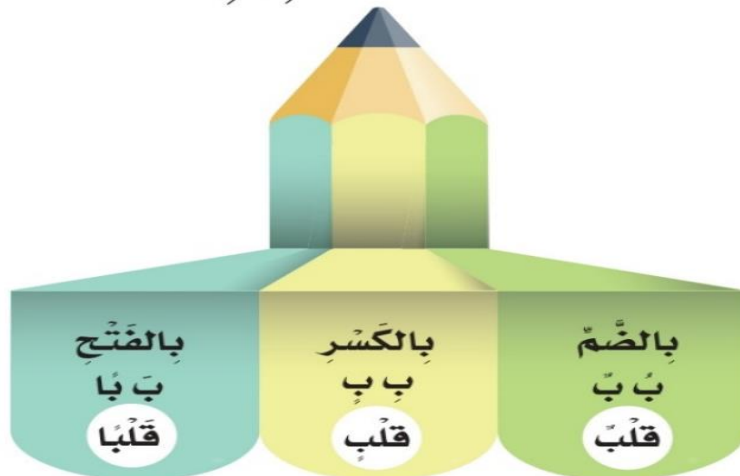 بِالضَّمِّ
بُ بٌ
قَلْبٌ
بِالكَسْرِ
بِ بٍ
قَلْبٍ
بِالفَتْحِ
بَ بًا
قَلْبًا